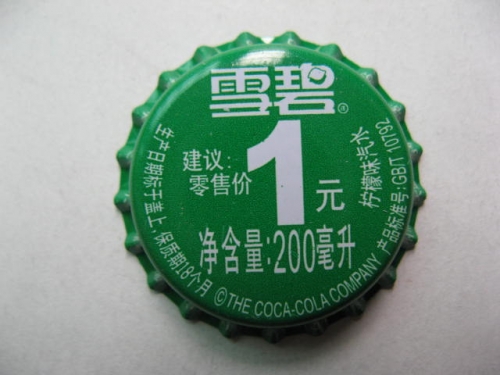 雪碧®
建议:
零售价
1元
净含量:200毫升
生产日期标于盖上,保质期18个月
©THE COCA-COLA COMPANY
产品标准号:GB/T10792
柠檬味汽水